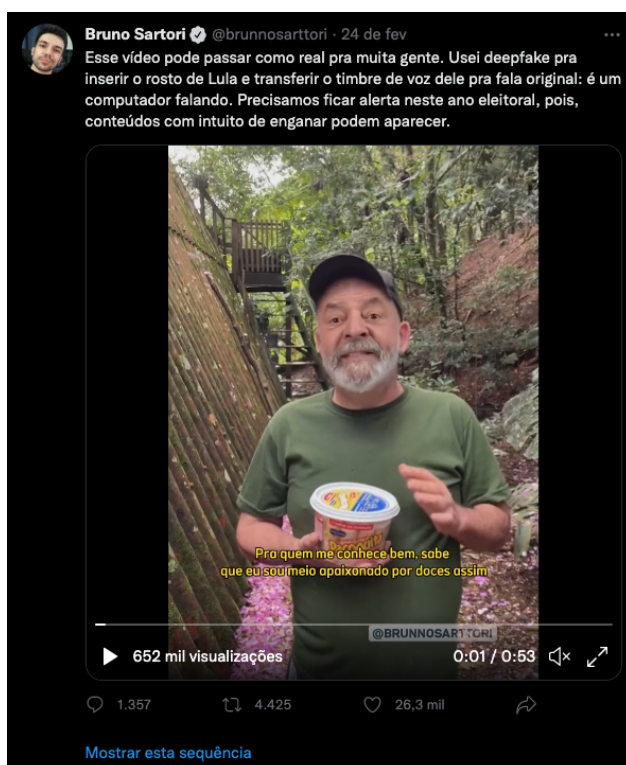 Bruno Sartori @brunnosarttori · 24 de fev
Esse vídeo pode passar como real pra muita gente. Usei deepfake pra
inserir o rosto de Lula e transferir o timbre de voz dele pra fala original: é um
computador falando. Precisamos ficar alerta neste ano eleitoral, pois,
conteúdos com intuito de enganar podem aparecer.
Paçoquita
Pra quem me conhece bem, sabe
que eu sou meio apaixonado por doces assim
@BRUNNOSARTTORI
652 mil visualizações 0:01 / 0:53
1.357 4.425 26,3 mil
Mostrar esta sequência